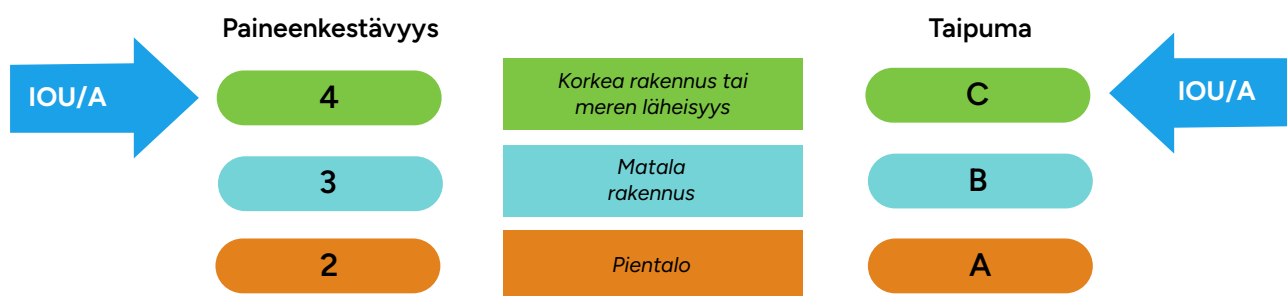 Paineenkestävyys
Taipuma
IOU/A
4
Korkea rakennus tai
meren läheisyys
C
IOU/A
3
Matala
rakennus
B
2
Pientalo
A